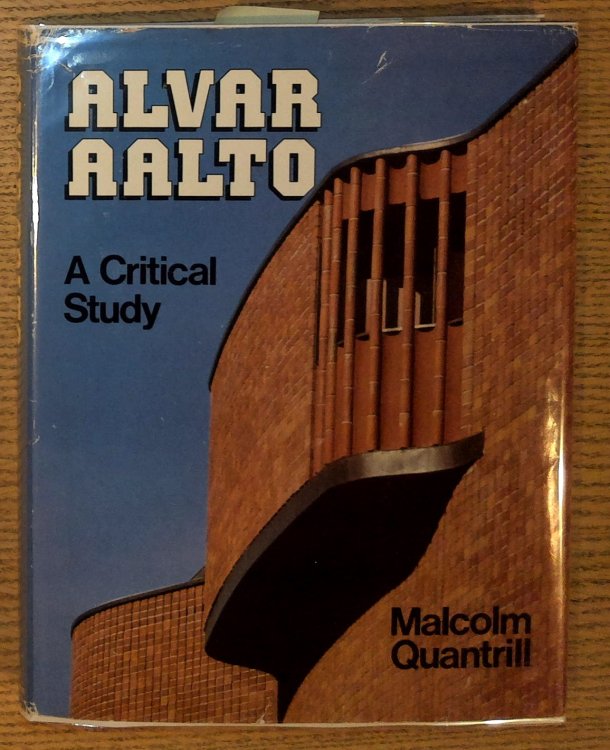 ALVAR
AALTO
A Critical
Study
Malcolm
Quantrill